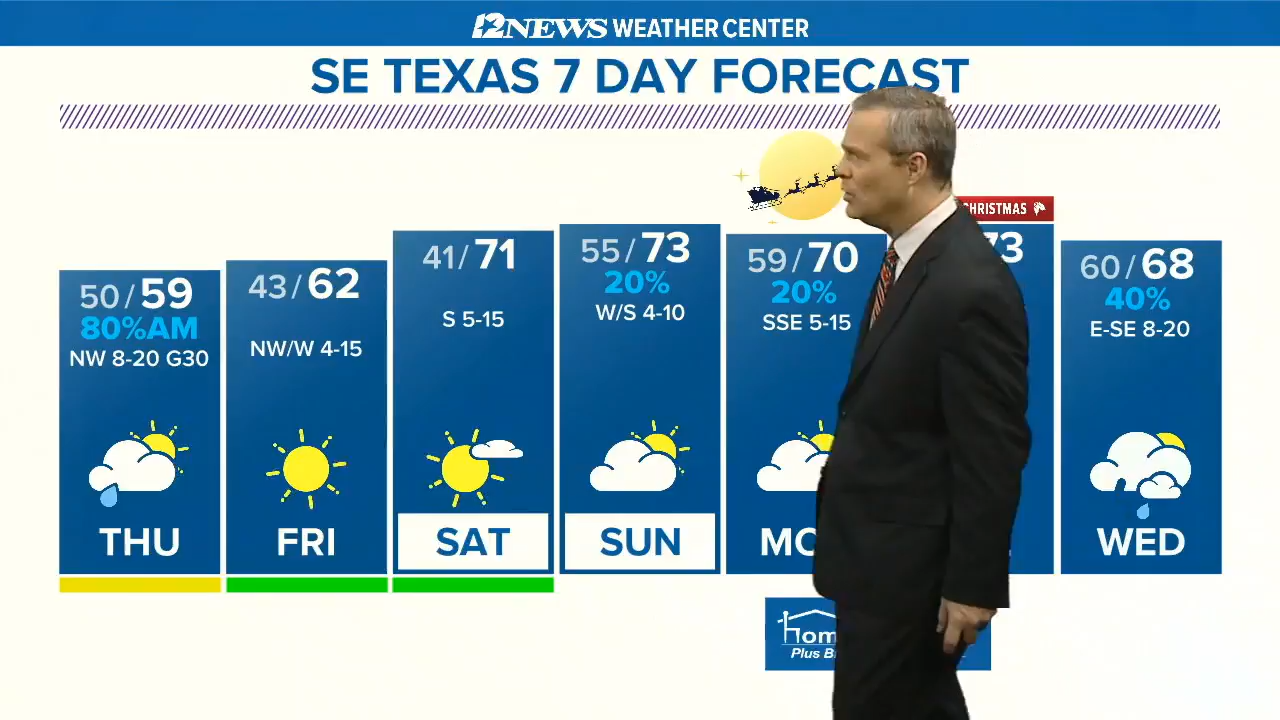 12NEWS WEATHER CENTER
SE TEXAS 7 DAY FORECAST
CHRISTMAS
50/59
80%AM
NW 8-20 G30
THU
43/62
NW/W 4-15
FRI
41/71
S 5-15
SAT
55/73
20%
W/S 4-10
SUN
59/70
20%
SSE 5-15
MO
73
60/68
40%
E-SE 8-20
WED
Hom
Plus B